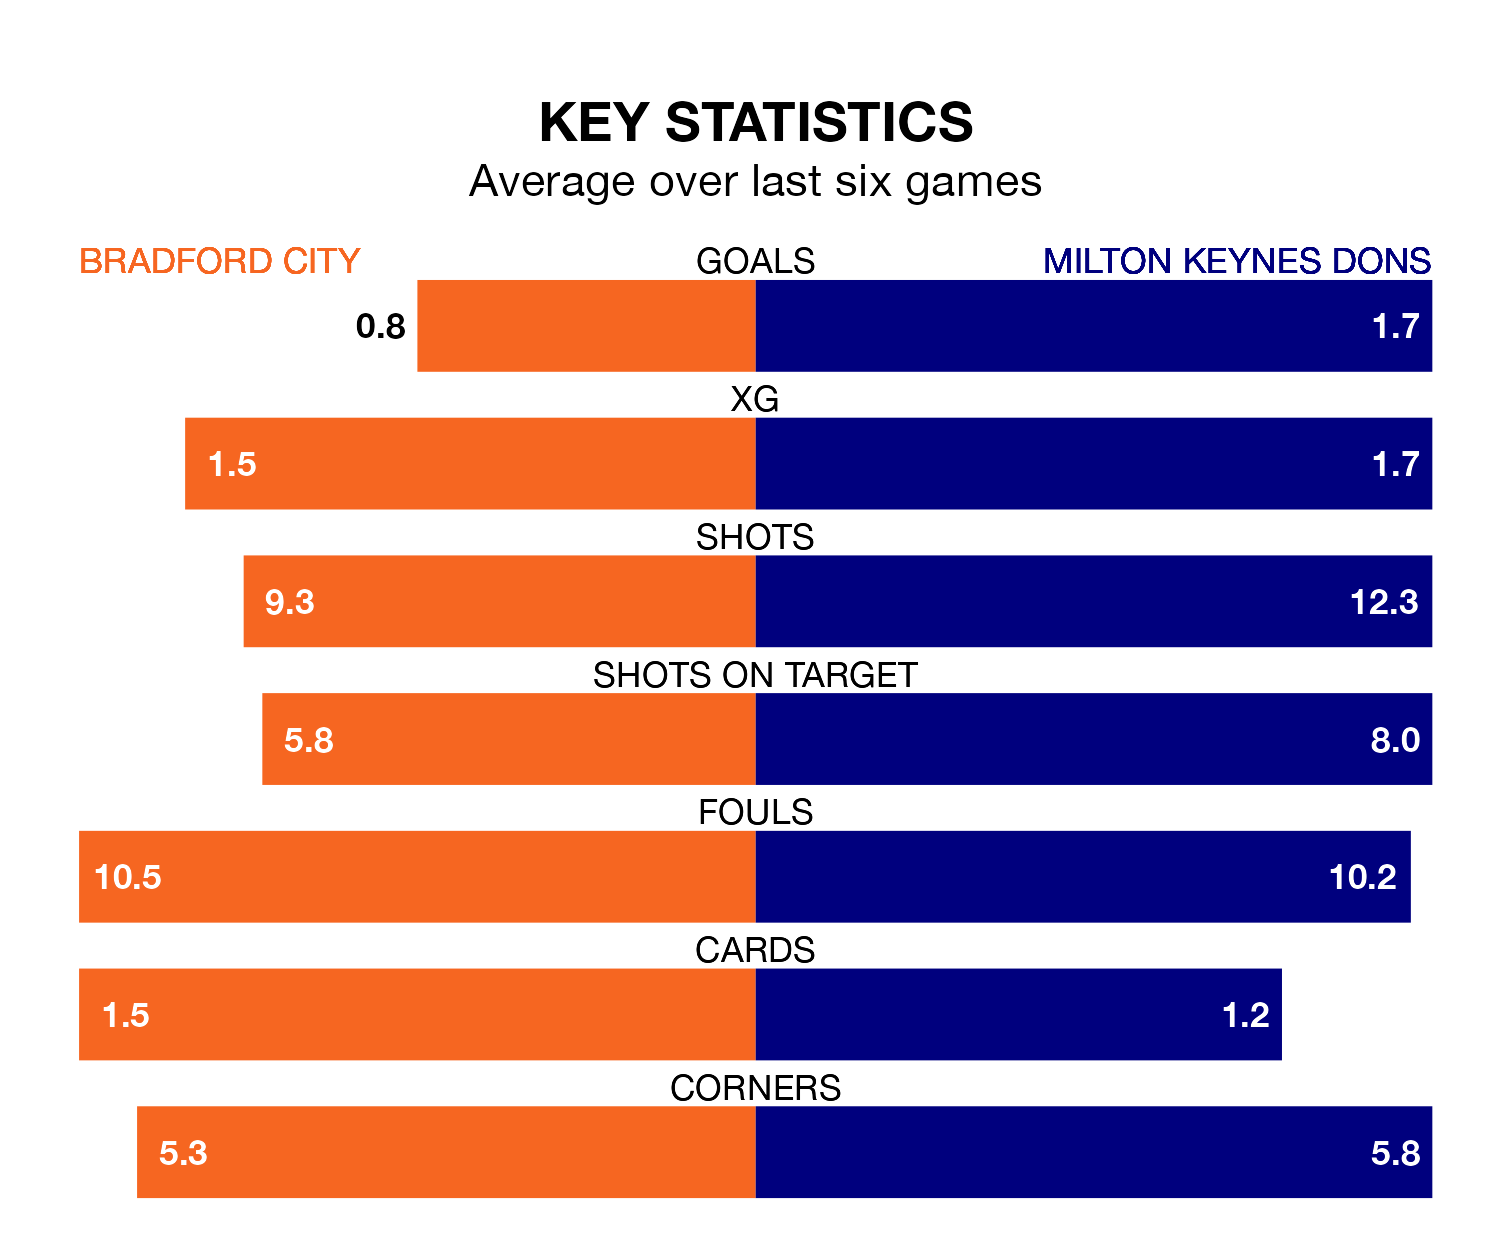 KEY STATISTICS
Average over last six games
BRADFORD CITY GOALS MILTON KEYNES DONS
0.8 1.7
XG
1.5 1.7
SHOTS
9.3 12.3
SHOTS ON TARGET
5.8 8.0
FOULS
10.5 10.2
CARDS
1.5 1.2
CORNERS
5.3 5.8